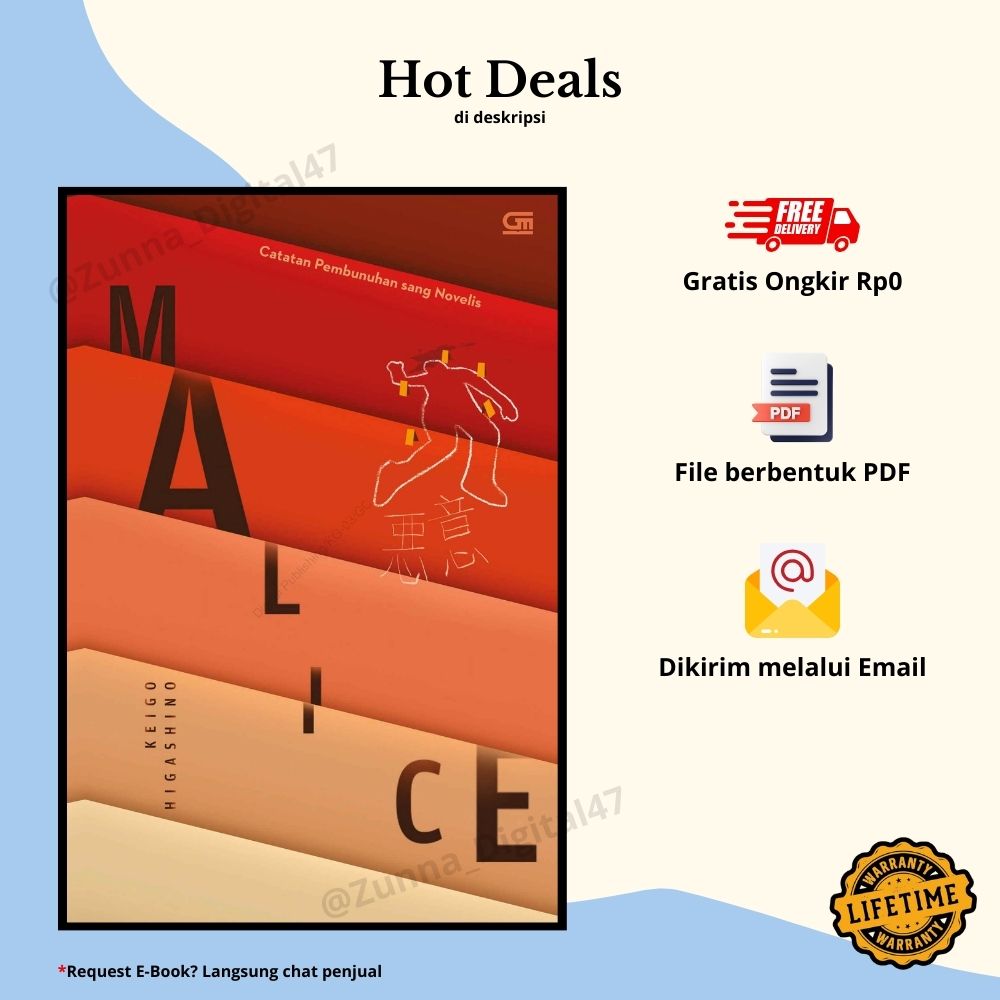 Hot Deals
di deskripsi
@Zunna_Digital47
GM
Catatan Pembunuhan sang Novelis
MALICE
悪意
KEIGO
HIGASHINO
@Zunna_Digital47
FREE
DELIVERY
Gratis Ongkir Rp0
PDF
File berbentuk PDF
@
Dikirim melalui Email
WARRANTY
LIFETIME
WARRANTY
*Request E-Book? Langsung chat penjual